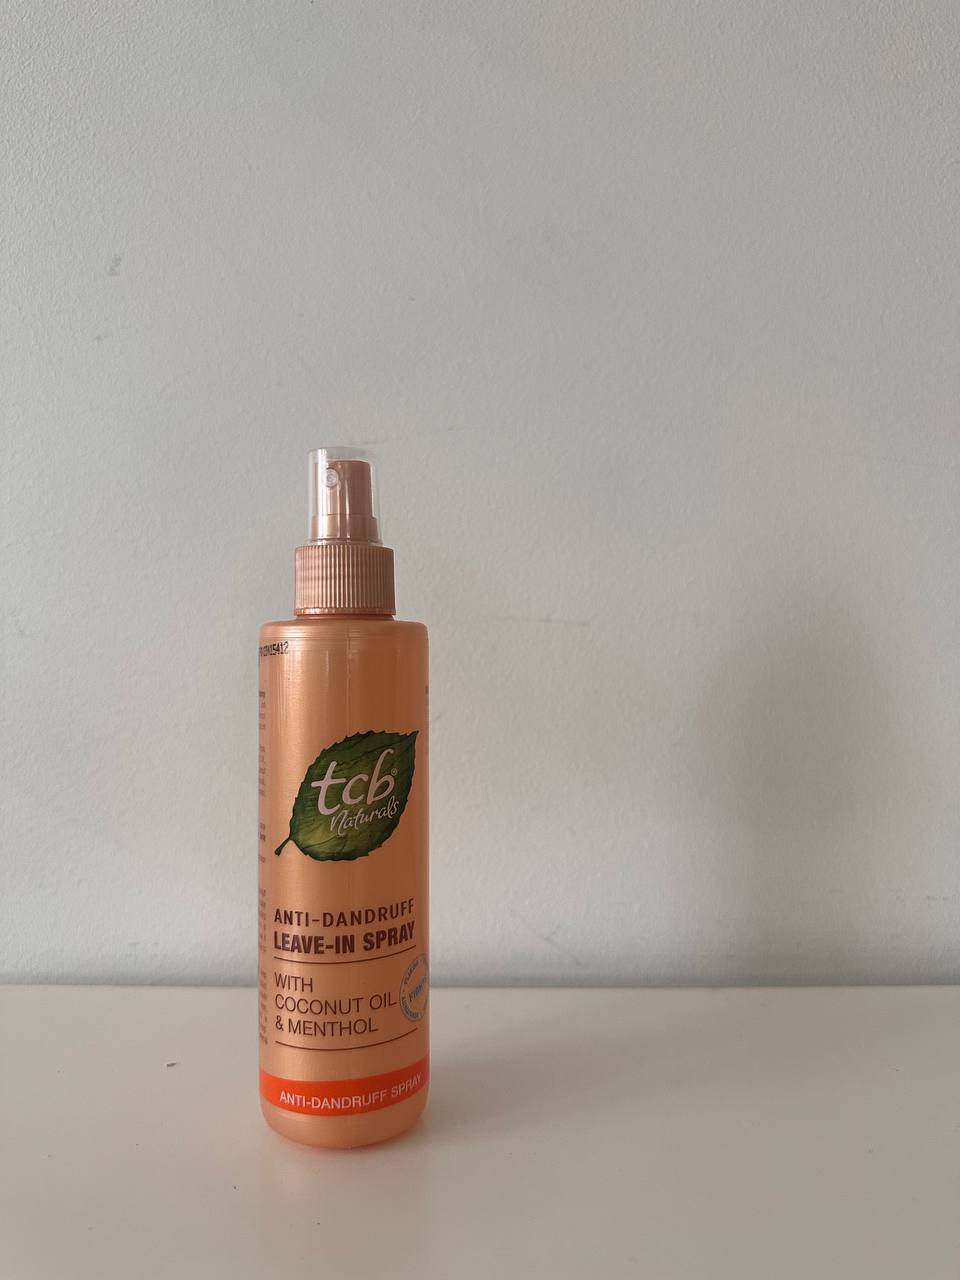 tcb®
Naturals
ANTI-DANDRUFF
LEAVE-IN SPRAY
WITH
COCONUT OIL
& MENTHOL
ANTI-DANDRUFF SPRAY